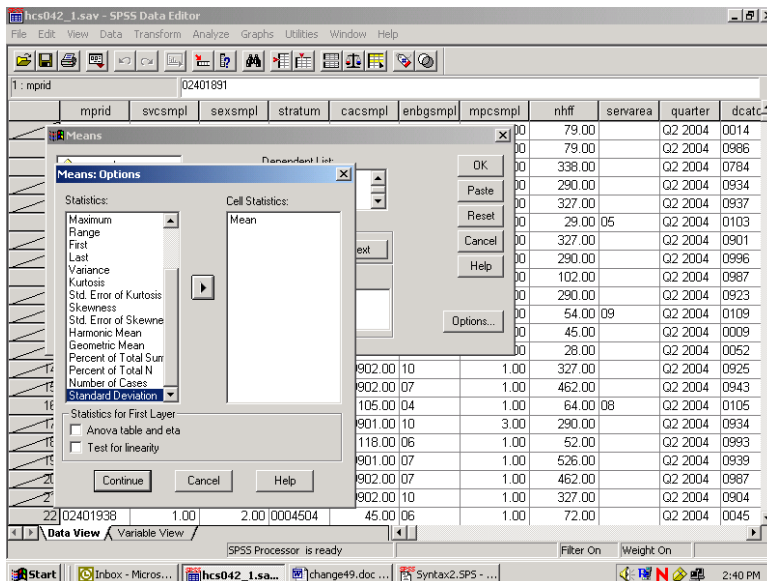 hcs042_1.sav - SPSS Data Editor
File Edit View Data Transform Analyze Graphs Utilities Window Help
1 : mprid 02401891
mprid svcsmpl sexsmpl stratum cacsmpl enbgsmpl mpcsmpl nhff servarea quarter dcatc
79.00 Q2 2004 0014
Means
79.00 Q2 2004 0986
Dependent List:
OK
338.00 Q2 2004 0784
Means: Options
290.00 Q2 2004 0934
Paste
327.00 Q2 2004 0937
Statistics: Cell Statistics:
Reset
29.00 05 Q2 2004 0103
Maximum Mean
Range
Cancel
327.00 Q2 2004 0901
First
ext
290.00 Q2 2004 0996
Last
Help
102.00 Q2 2004 0987
Variance
Kurtosis
290.00 Q2 2004 0923
Std. Error of Kurtosis
54.00 09 Q2 2004 0109
Skewness
Options...
Std. Error of Skewne
45.00 Q2 2004 0009
Harmonic Mean
28.00 Q2 2004 0052
Geometric Mean
Percent of Total Sum
Percent of Total N
902.00 10 1.00 327.00 Q2 2004 0925
Number of Cases
902.00 07 1.00 462.00 Q2 2004 0943
Standard Deviation
16 105.00 04 1.00 64.00 08 Q2 2004 0105
Statistics for First Layer
901.00 10 3.00 290.00 Q2 2004 0934
Anova table and eta
118.00 06 1.00 52.00 Q2 2004 0993
Test for linearity
901.00 07 1.00 526.00 Q2 2004 0939
Continue Cancel Help
902.00 07 1.00 462.00 Q2 2004 0987
902.00 10 1.00 327.00 Q2 2004 0904
22 02401938 1.00 2.00 0004504 45.00 06 1.00 72.00 Q2 2004 0045
Data View Variable View
SPSS Processor is ready Filter On Weight On
Start Inbox - Micros... hcs042_1.sa... change49.doc ... Syntax2.SPS - ... 2:40 PM